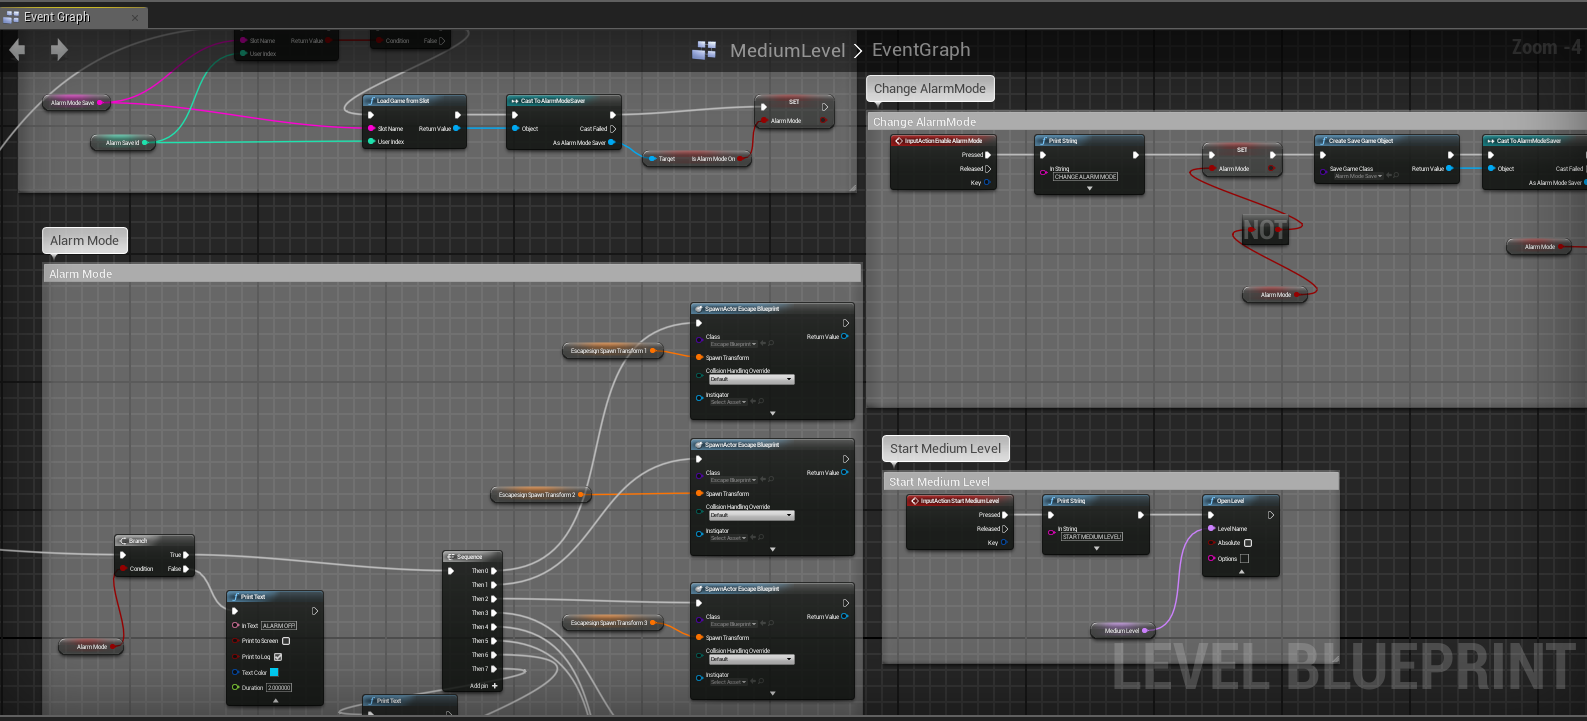 Event Graph
MediumLevel > EventGraph
Zoom -4
Slot Name
Return Value
User Index
Condition
False
Alarm Mode Save
Alarm SaveId
Load Game from Slot
Slot Name
Return Value
User Index
Cast To AlarmModeSaver
Object
Cast Failed
As Alarm Mode Saver
Target
Is Alarm Mode On
SET
Alarm Mode
Change AlarmMode
Change AlarmMode
InputAction Enable Alarm Mode
Pressed
Released
Key
Print String
In String
CHANGE ALARM MODE
SET
Alarm Mode
NOT
Alarm Mode
Create Save Game Object
Save Game Class
Return Value
Alarm Mode Save
Cast To AlarmModeSaver
Object
Cast Failed
As Alarm Mode Saver
Alarm Mode
Alarm Mode
Alarm Mode
SpawnActor Escape Blueprint
Class
Return Value
Escape Blueprint
Spawn Transform
Collision Handling Override
Default
Instigator
Select Asset
Escapesign Spawn Transform 1
SpawnActor Escape Blueprint
Class
Return Value
Escape Blueprint
Spawn Transform
Collision Handling Override
Default
Instigator
Select Asset
Escapesign Spawn Transform 2
SpawnActor Escape Blueprint
Class
Return Value
Escape Blueprint
Spawn Transform
Collision Handling Override
Default
Instigator
Select Asset
Escapesign Spawn Transform 3
Branch
True
Condition
False
Alarm Mode
Print Text
In Text
ALARM OFF
Print to Screen
Print to Log
Text Color
Duration
2.000000
Sequence
Then 0
Then 1
Then 2
Then 3
Then 4
Then 5
Then 6
Then 7
Add pin +
Print Text
Start Medium Level
Start Medium Level
InputAction Start Medium Level
Pressed
Released
Key
Print String
In String
START MEDIUM LEVEL!
Open Level
Level Name
Absolute
Options
Medium Level
LEVEL BLUEPRINT